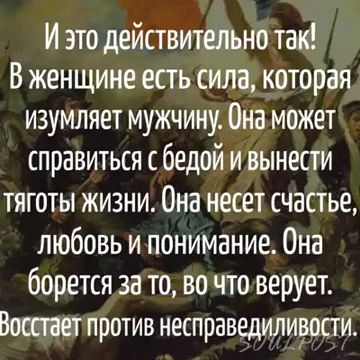 И это действительно так!
В женщине есть сила, которая
изумляет мужчину. Она может
справиться с бедой и вынести
тяготы жизни. Она несет счастье,
любовь и понимание. Она
борется за то, во что верует.
Восстает против несправедливости.
SOULPOST